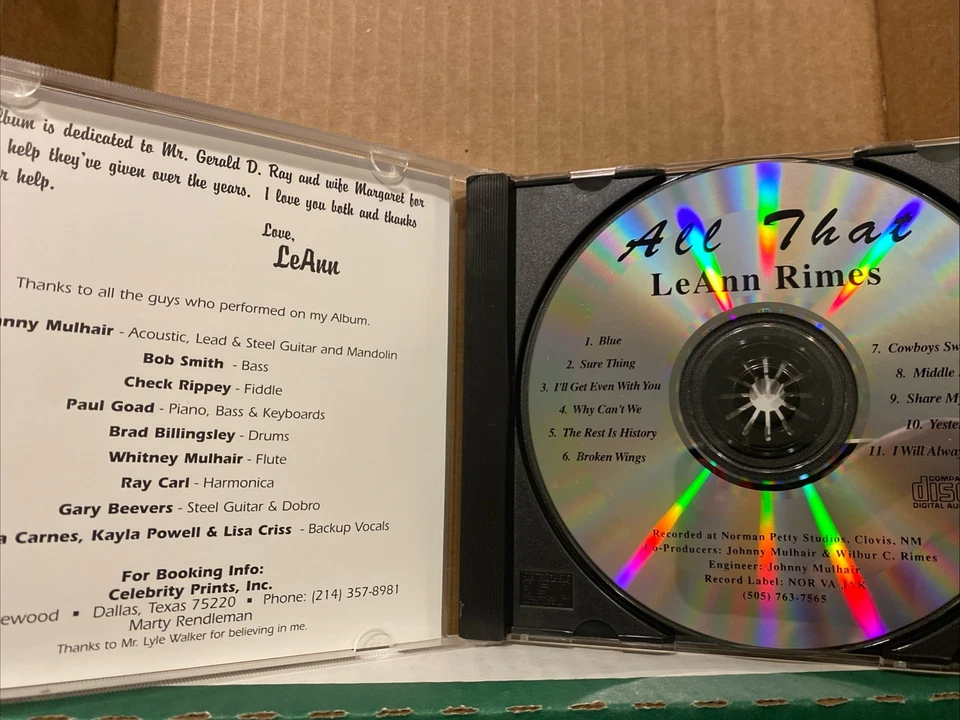 lbum is dedicated to Mr. Gerald D. Ray and wife Margaret for
help they've given over the years. I love you both and thanks
r help.
Love,
LeAnn
Thanks to all the guys who performed on my Album.
nny Mulhair - Acoustic, Lead & Steel Guitar and Mandolin
Bob Smith - Bass
Check Rippey - Fiddle
Paul Goad - Piano, Bass & Keyboards
Brad Billingsley - Drums
Whitney Mulhair - Flute
Ray Carl - Harmonica
Gary Beevers - Steel Guitar & Dobro
a Carnes, Kayla Powell & Lisa Criss - Backup Vocals
For Booking Info:
Celebrity Prints, Inc.
ewood ▪ Dallas, Texas 75220 ▪ Phone: (214) 357-8981
Marty Rendleman
Thanks to Mr. Lyle Walker for believing in me.
All That
LeAnn Rimes
1. Blue
2. Sure Thing
3. I'll Get Even With You
4. Why Can't We
5. The Rest Is History
6. Broken Wings
7. Cowboys Sw
8. Middle
9. Share M
10. Yeste
11. I Will Alwa
COMPA
disc
DIGITAL AU
Recorded at Norman Petty Studios, Clovis, NM
Co-Producers: Johnny Mulhair & Wilbur C. Rimes
Engineer: Johnny Mulhair
Record Label: NOR VA JAK
(505) 763-7565